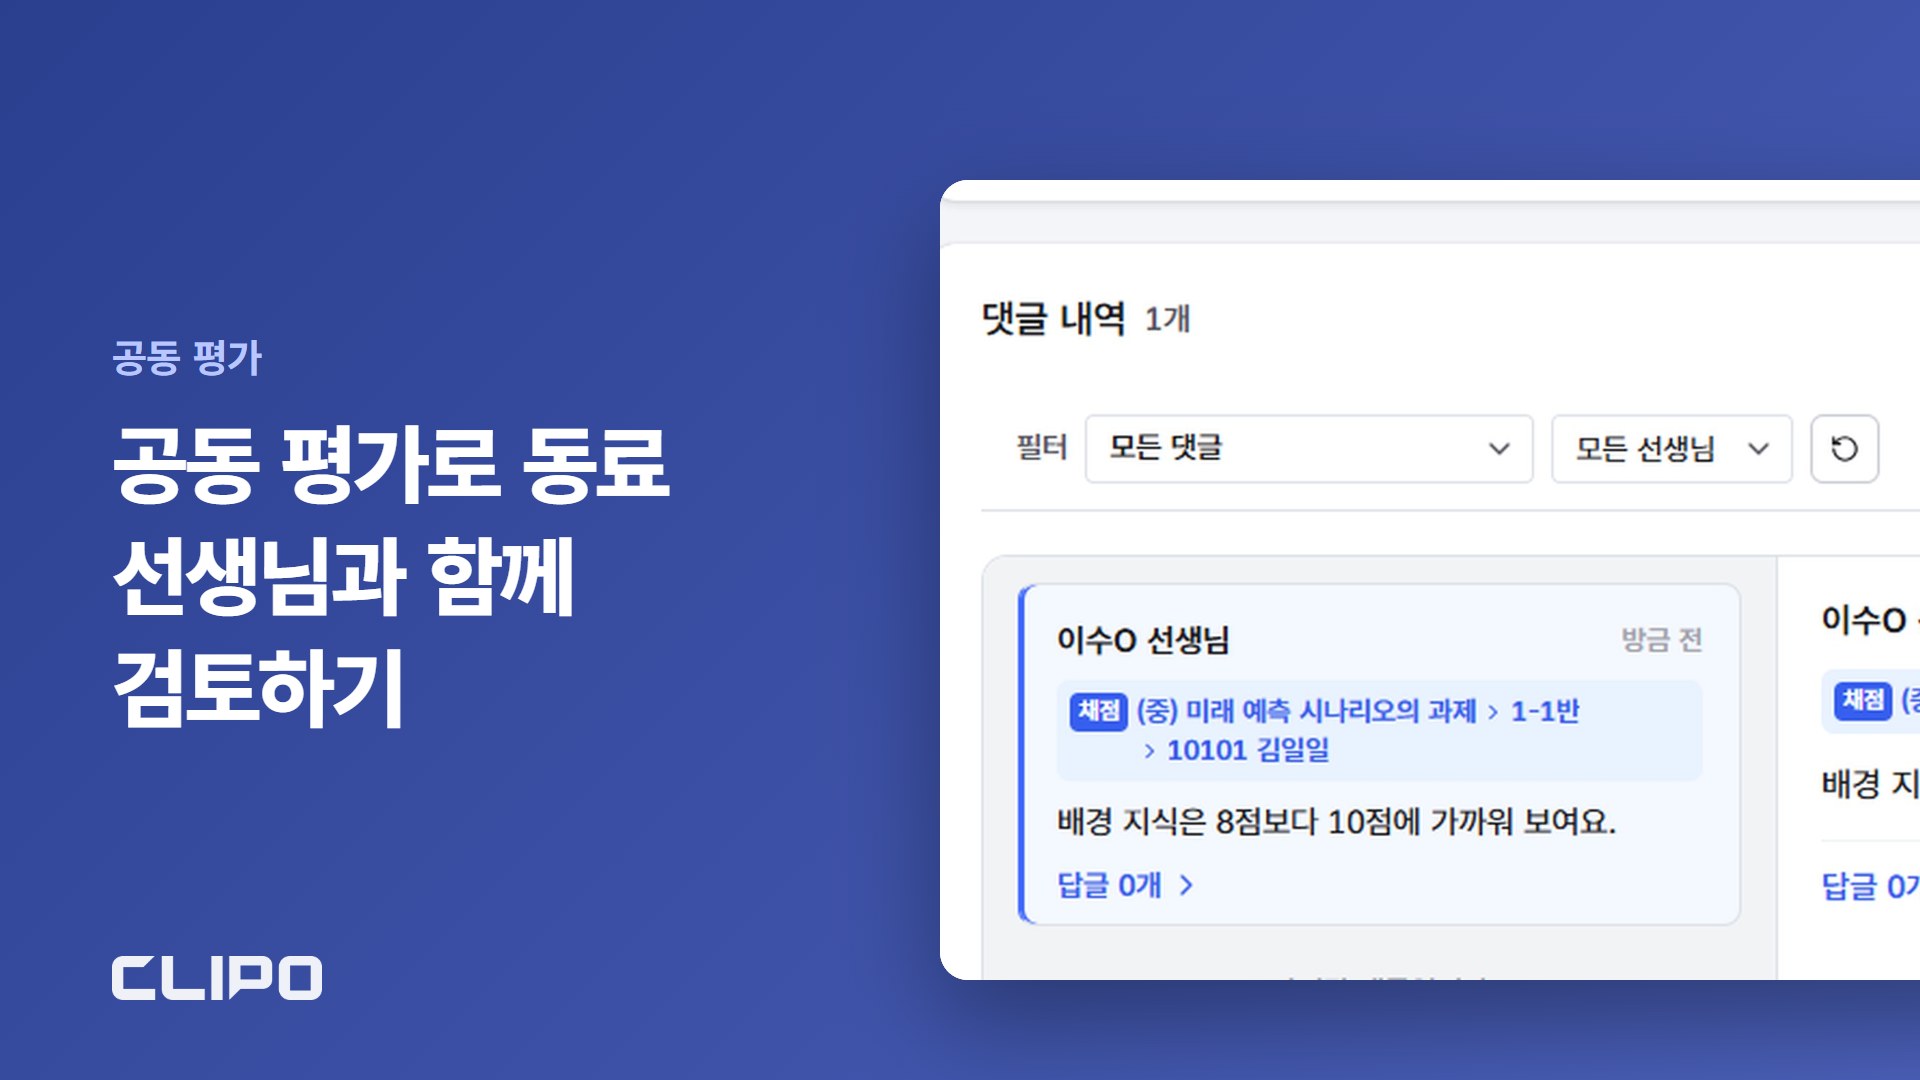 공동 평가
공동 평가로 동료
선생님과 함께
검토하기
CLIPO
댓글 내역 1개
필터 모든 댓글 모든 선생님
이수O 선생님 방금 전
채점 (중) 미래 예측 시나리오의 과제 > 1-1반
> 10101 김일일
배경 지식은 8점보다 10점에 가까워 보여요.
답글 0개 >
이수O
채점
배경
답글